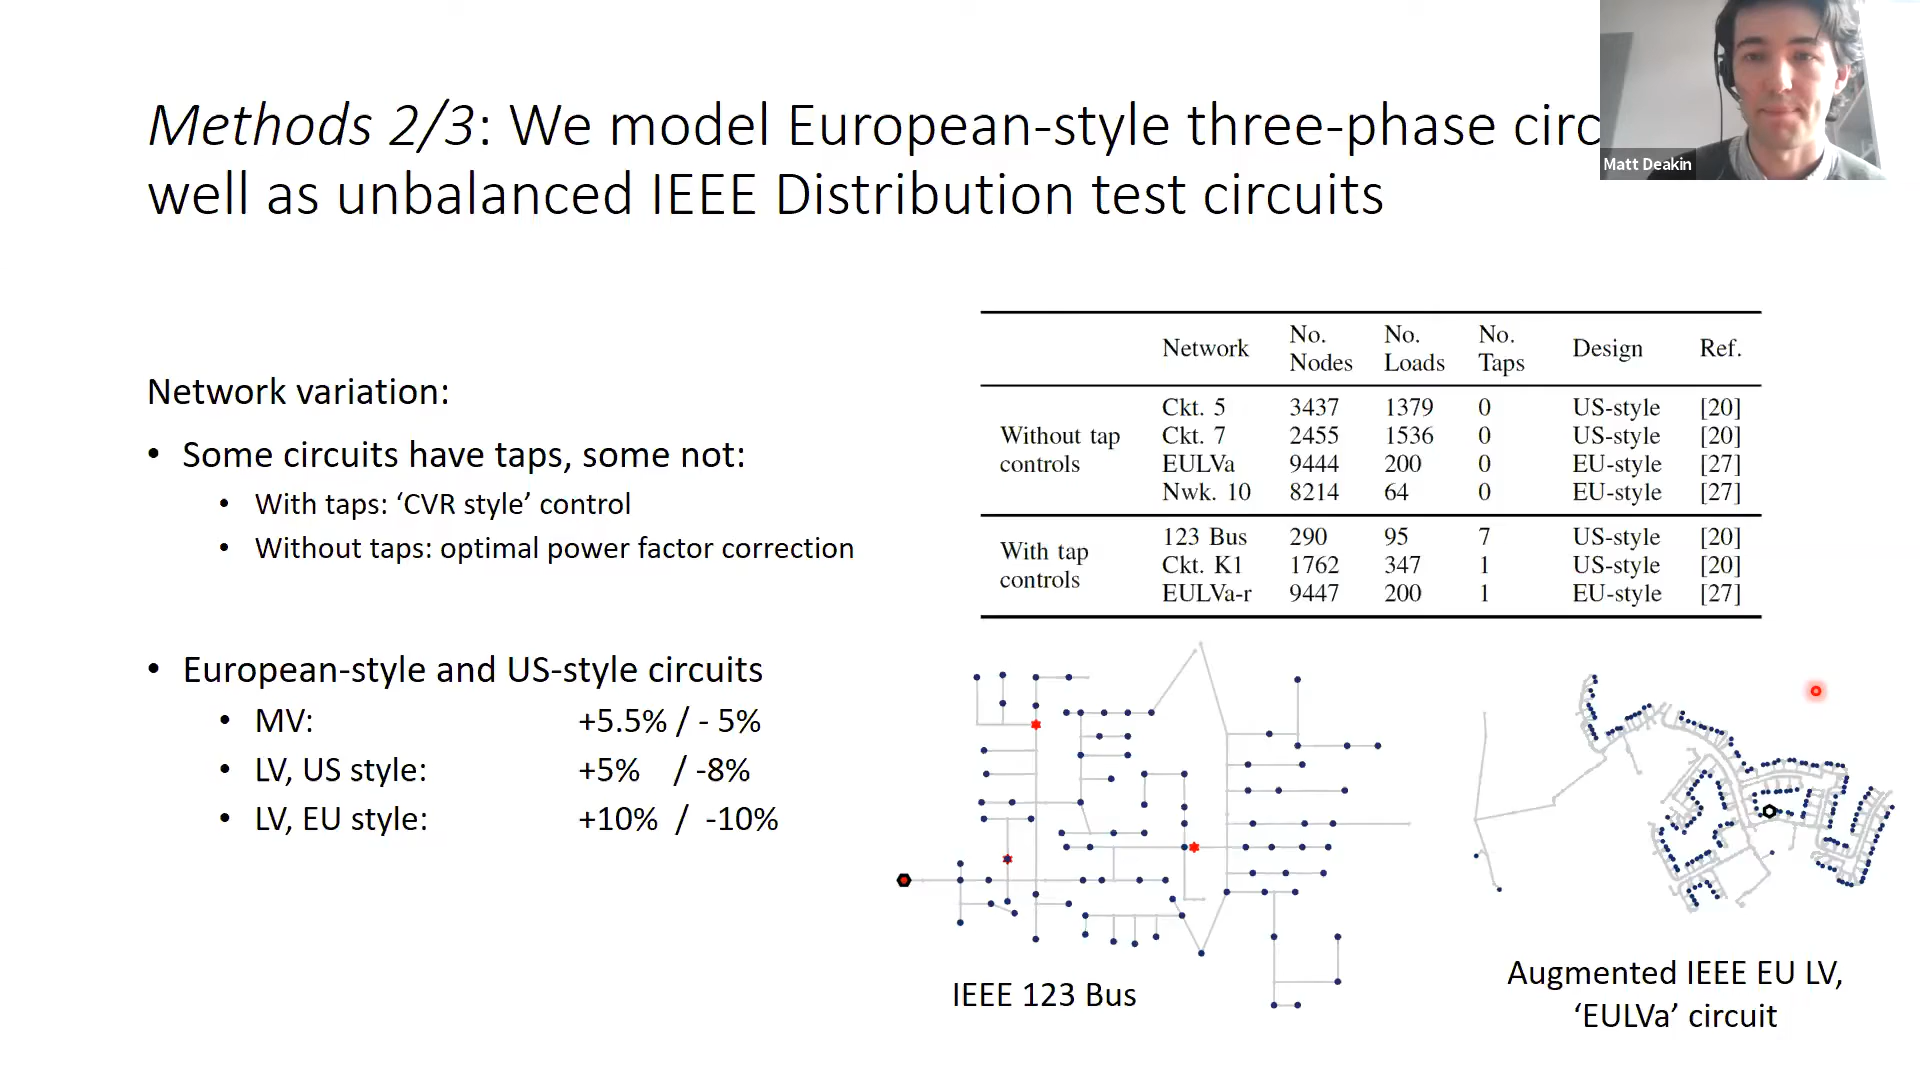 Methods 2/3: We model European-style three-phase circ
well as unbalanced IEEE Distribution test circuits
Matt Deakin
Network variation:
• Some circuits have taps, some not:
• With taps: ‘CVR style’ control
• Without taps: optimal power factor correction
• European-style and US-style circuits
• MV: +5.5% / - 5%
• LV, US style: +5% / -8%
• LV, EU style: +10% / -10%
Network No. Nodes No. Loads No. Taps Design Ref.
Without tap controls
Ckt. 5 3437 1379 0 US-style [20]
Ckt. 7 2455 1536 0 US-style [20]
EULVa 9444 200 0 EU-style [27]
Nwk. 10 8214 64 0 EU-style [27]
With tap controls
123 Bus 290 95 7 US-style [20]
Ckt. K1 1762 347 1 US-style [20]
EULVa-r 9447 200 1 EU-style [27]
IEEE 123 Bus
Augmented IEEE EU LV,
‘EULVa’ circuit